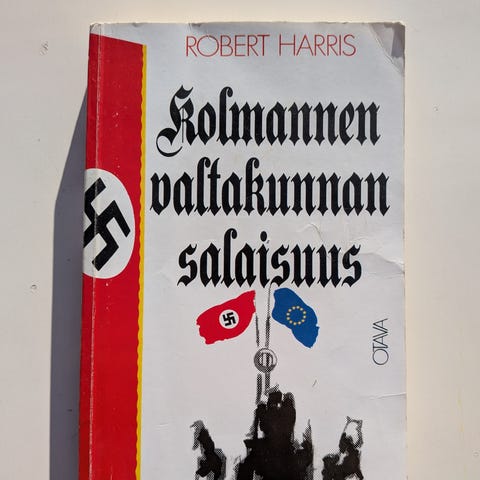 ROBERT HARRIS
Kolmannen
valtakunnan
salaisuus
OTAVA